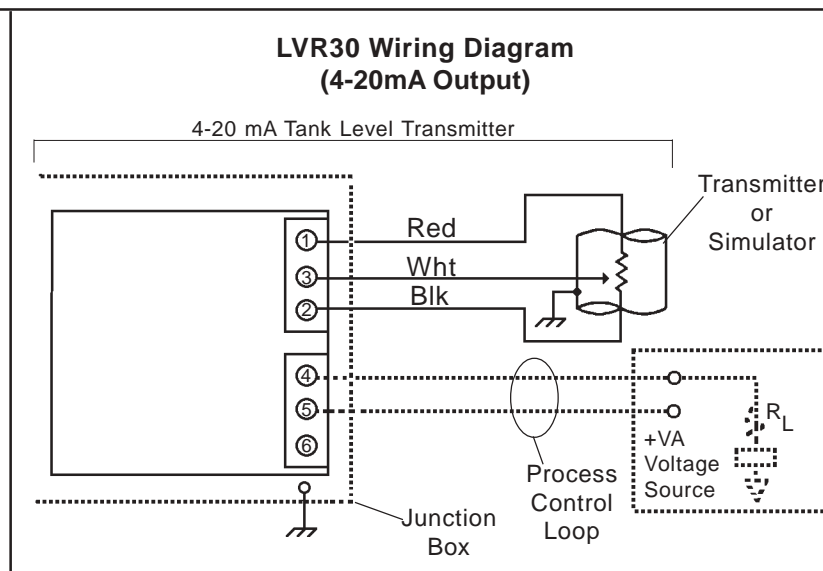 LVR30 Wiring Diagram
(4-20mA Output)
4-20 mA Tank Level Transmitter
Transmitter
or
Simulator
1
Red
3
Wht
2
Blk
4
5
6
RL
+VA
Voltage
Source
Process
Control
Loop
Junction
Box